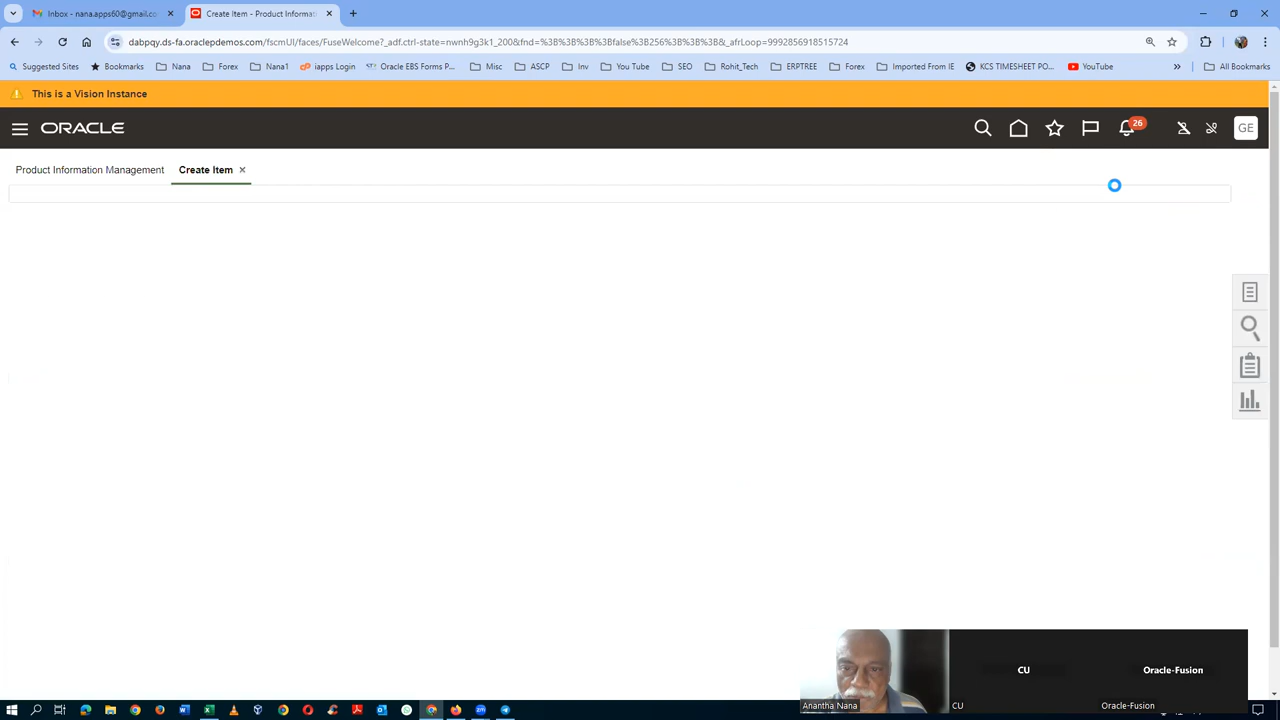 Inbox - nana.apps60@gmail.co
Create Item - Product Informati
dabpqy.ds-fa.oraclepdemos.com/fscmUI/faces/FuseWelcome?_adf.ctrl-state=nwnh9g3k1_200&fnd=%3B%3B%3B%3Bfalse%3B256%3B%3B%3B&_afrLoop=9992856918515724
Suggested Sites
Bookmarks
Nana
Forex
Nana1
iapps Login
Oracle EBS Forms P...
Misc
ASCP
Inv
You Tube
SEO
Rohit_Tech
ERPTREE
Forex
Imported From IE
KCS TIMESHEET PO...
YouTube
»
All Bookmarks
This is a Vision Instance
ORACLE
26
GE
Product Information Management
Create Item
CU
Oracle-Fusion
Anantha Nana
CU
Oracle-Fusion